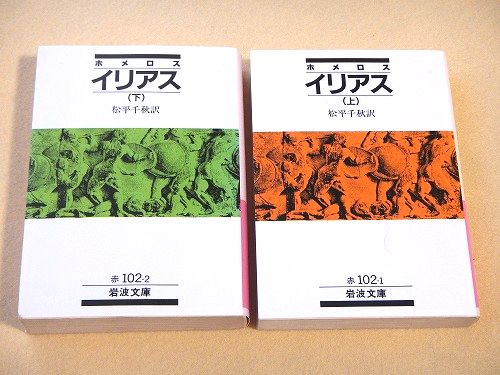 ホメロス
イリアス
(下)
松平千秋訳
赤 102-2
岩波文庫
ホメロス
イリアス
(上)
松平千秋訳
赤 102-1
岩波文庫